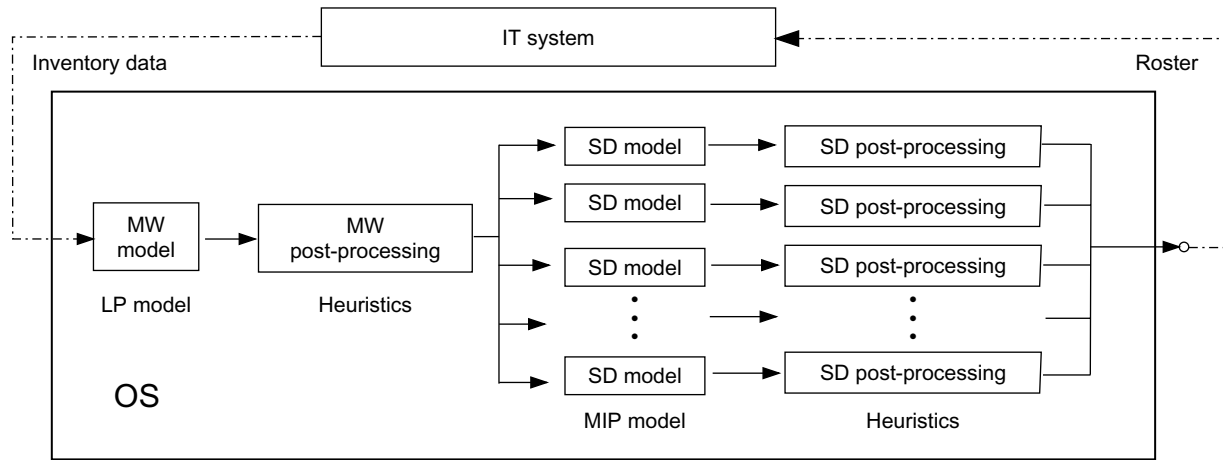 IT system
Inventory data
Roster
SD model
SD post-processing
SD model
SD post-processing
MW
model
MW
post-processing
SD model
SD post-processing
LP model
Heuristics
SD model
SD post-processing
OS
MIP model
Heuristics